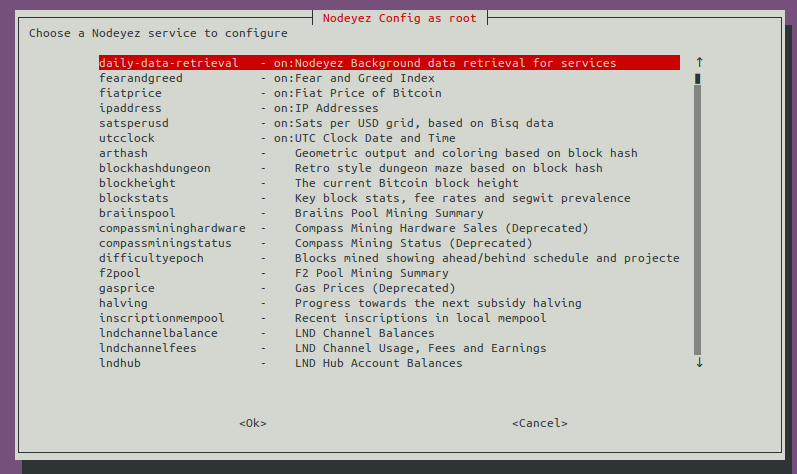 Nodeyez Config as root
Choose a Nodeyez service to configure
daily-data-retrieval - on:Nodeyez Background data retrieval for services ↑
fearandgreed - on:Fear and Greed Index
fiatprice - on:Fiat Price of Bitcoin
ipaddress - on:IP Addresses
satsperusd - on:Sats per USD grid, based on Bisq data
utcclock - on:UTC Clock Date and Time
arthash - Geometric output and coloring based on block hash
blockhashdungeon - Retro style dungeon maze based on block hash
blockheight - The current Bitcoin block height
blockstats - Key block stats, fee rates and segwit prevalence
braiinspool - Braiins Pool Mining Summary
compassmininghardware - Compass Mining Hardware Sales (Deprecated)
compassminingstatus - Compass Mining Status (Deprecated)
difficultyepoch - Blocks mined showing ahead/behind schedule and projecte
f2pool - F2 Pool Mining Summary
gasprice - Gas Prices (Deprecated)
halving - Progress towards the next subsidy halving
inscriptionmempool - Recent inscriptions in local mempool
lndchannelbalance - LND Channel Balances
lndchannelfees - LND Channel Usage, Fees and Earnings
lndhub - LND Hub Account Balances ↓
<Ok> <Cancel>